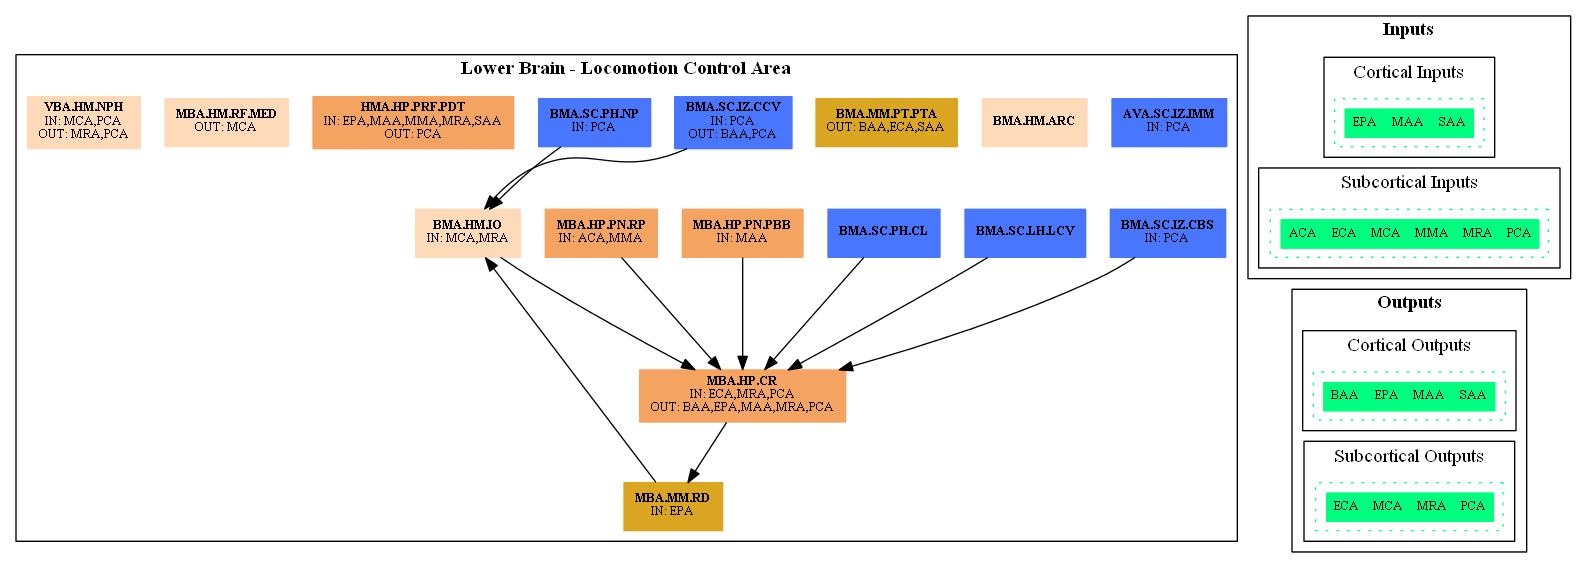 Lower Brain - Locomotion Control Area
VBA.HM.NPH
IN: MCA,PCA
OUT: MRA,PCA
MBA.HM.RF.MED
OUT: MCA
HMA.HP.PRF.PDT
IN: EPA,MAA,MMA,MRA,SAA
OUT: PCA
BMA.SC.PH.NP
IN: PCA
BMA.SC.IZ.CCV
IN: PCA
OUT: BAA,PCA
BMA.MM.PT.PTA
OUT: BAA,ECA,SAA
BMA.HM.ARC
AVA.SC.IZ.IMM
IN: PCA
BMA.HM.IO
IN: MCA,MRA
MBA.HP.PN.RP
IN: ACA,MMA
MBA.HP.PN.PBB
IN: MAA
BMA.SC.PH.CL
BMA.SC.LH.LCV
BMA.SC.IZ.CBS
IN: PCA
MBA.HP.CR
IN: ECA,MRA,PCA
OUT: BAA,EPA,MAA,MRA,PCA
MBA.MM.RD
IN: EPA
Inputs
Cortical Inputs
EPA MAA SAA
Subcortical Inputs
ACA ECA MCA MMA MRA PCA
Outputs
Cortical Outputs
BAA EPA MAA SAA
Subcortical Outputs
ECA MCA MRA PCA